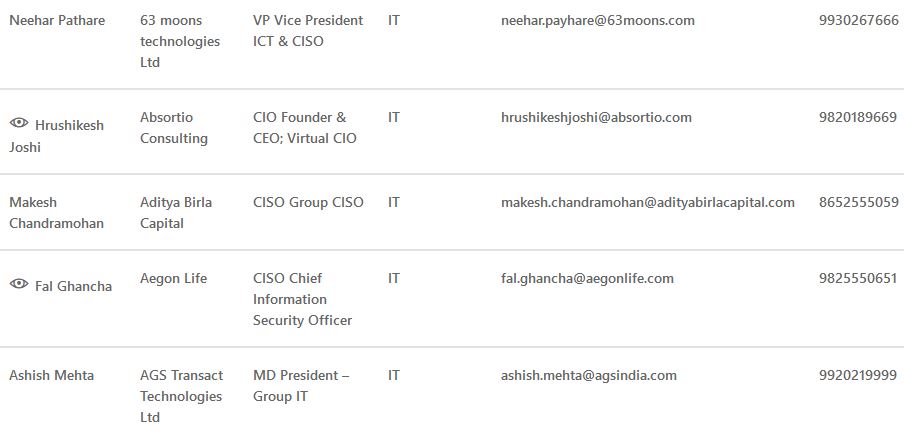 Neehar Pathare 63 moons VP Vice President IT neehar.payhare@63moons.com 9930267666
technologies ICT & CISO
Ltd
Hrushikesh Absortio CIO Founder & IT hrushikeshjoshi@absortio.com 9820189669
Joshi Consulting CEO; Virtual CIO
Makesh Aditya Birla CISO Group CISO IT makesh.chandramohan@adityabirlacapital.com 8652555059
Chandramohan Capital
Fal Ghancha Aegon Life CISO Chief IT fal.ghancha@aegonlife.com 9825550651
Information
Security Officer
Ashish Mehta AGS Transact MD President – IT ashish.mehta@agsindia.com 9920219999
Technologies Group IT
Ltd